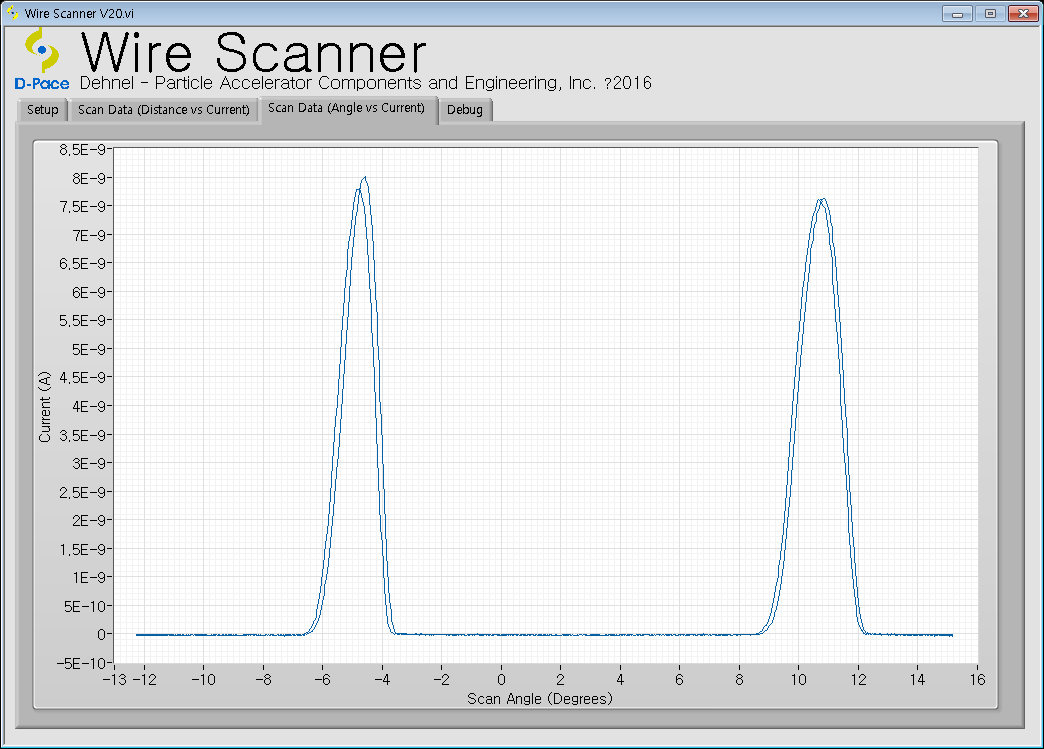 Wire Scanner V20.vi
Wire Scanner
D-Pace Dehnel - Particle Accelerator Components and Engineering, Inc. ?2016
Setup Scan Data (Distance vs Current) Scan Data (Angle vs Current) Debug
8,5E-9
8E-9
7,5E-9
7E-9
6,5E-9
6E-9
5,5E-9
5E-9
4,5E-9
4E-9
3,5E-9
3E-9
2,5E-9
2E-9
1,5E-9
1E-9
5E-10
0
-5E-10
Current (A)
-13 -12 -10 -8 -6 -4 -2 0 2 4 6 8 10 12 14 16
Scan Angle (Degrees)